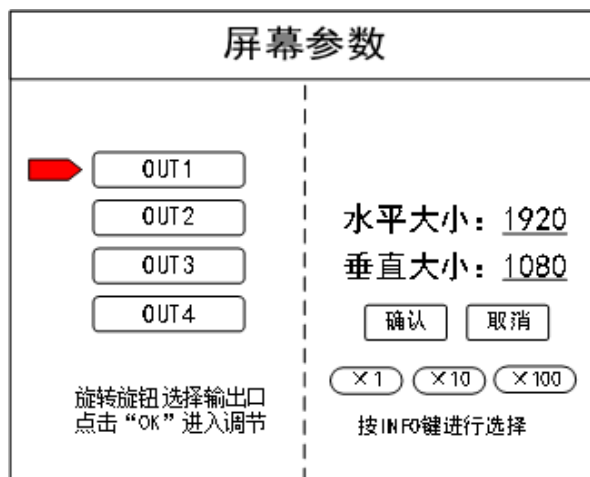 屏幕参数
OUT1
OUT2
OUT3
OUT4
旋转旋钮选择输出口
点击“OK”进入调节
水平大小：1920
垂直大小：1080
确认 取消
×1 ×10 ×100
按INFO键进行选择